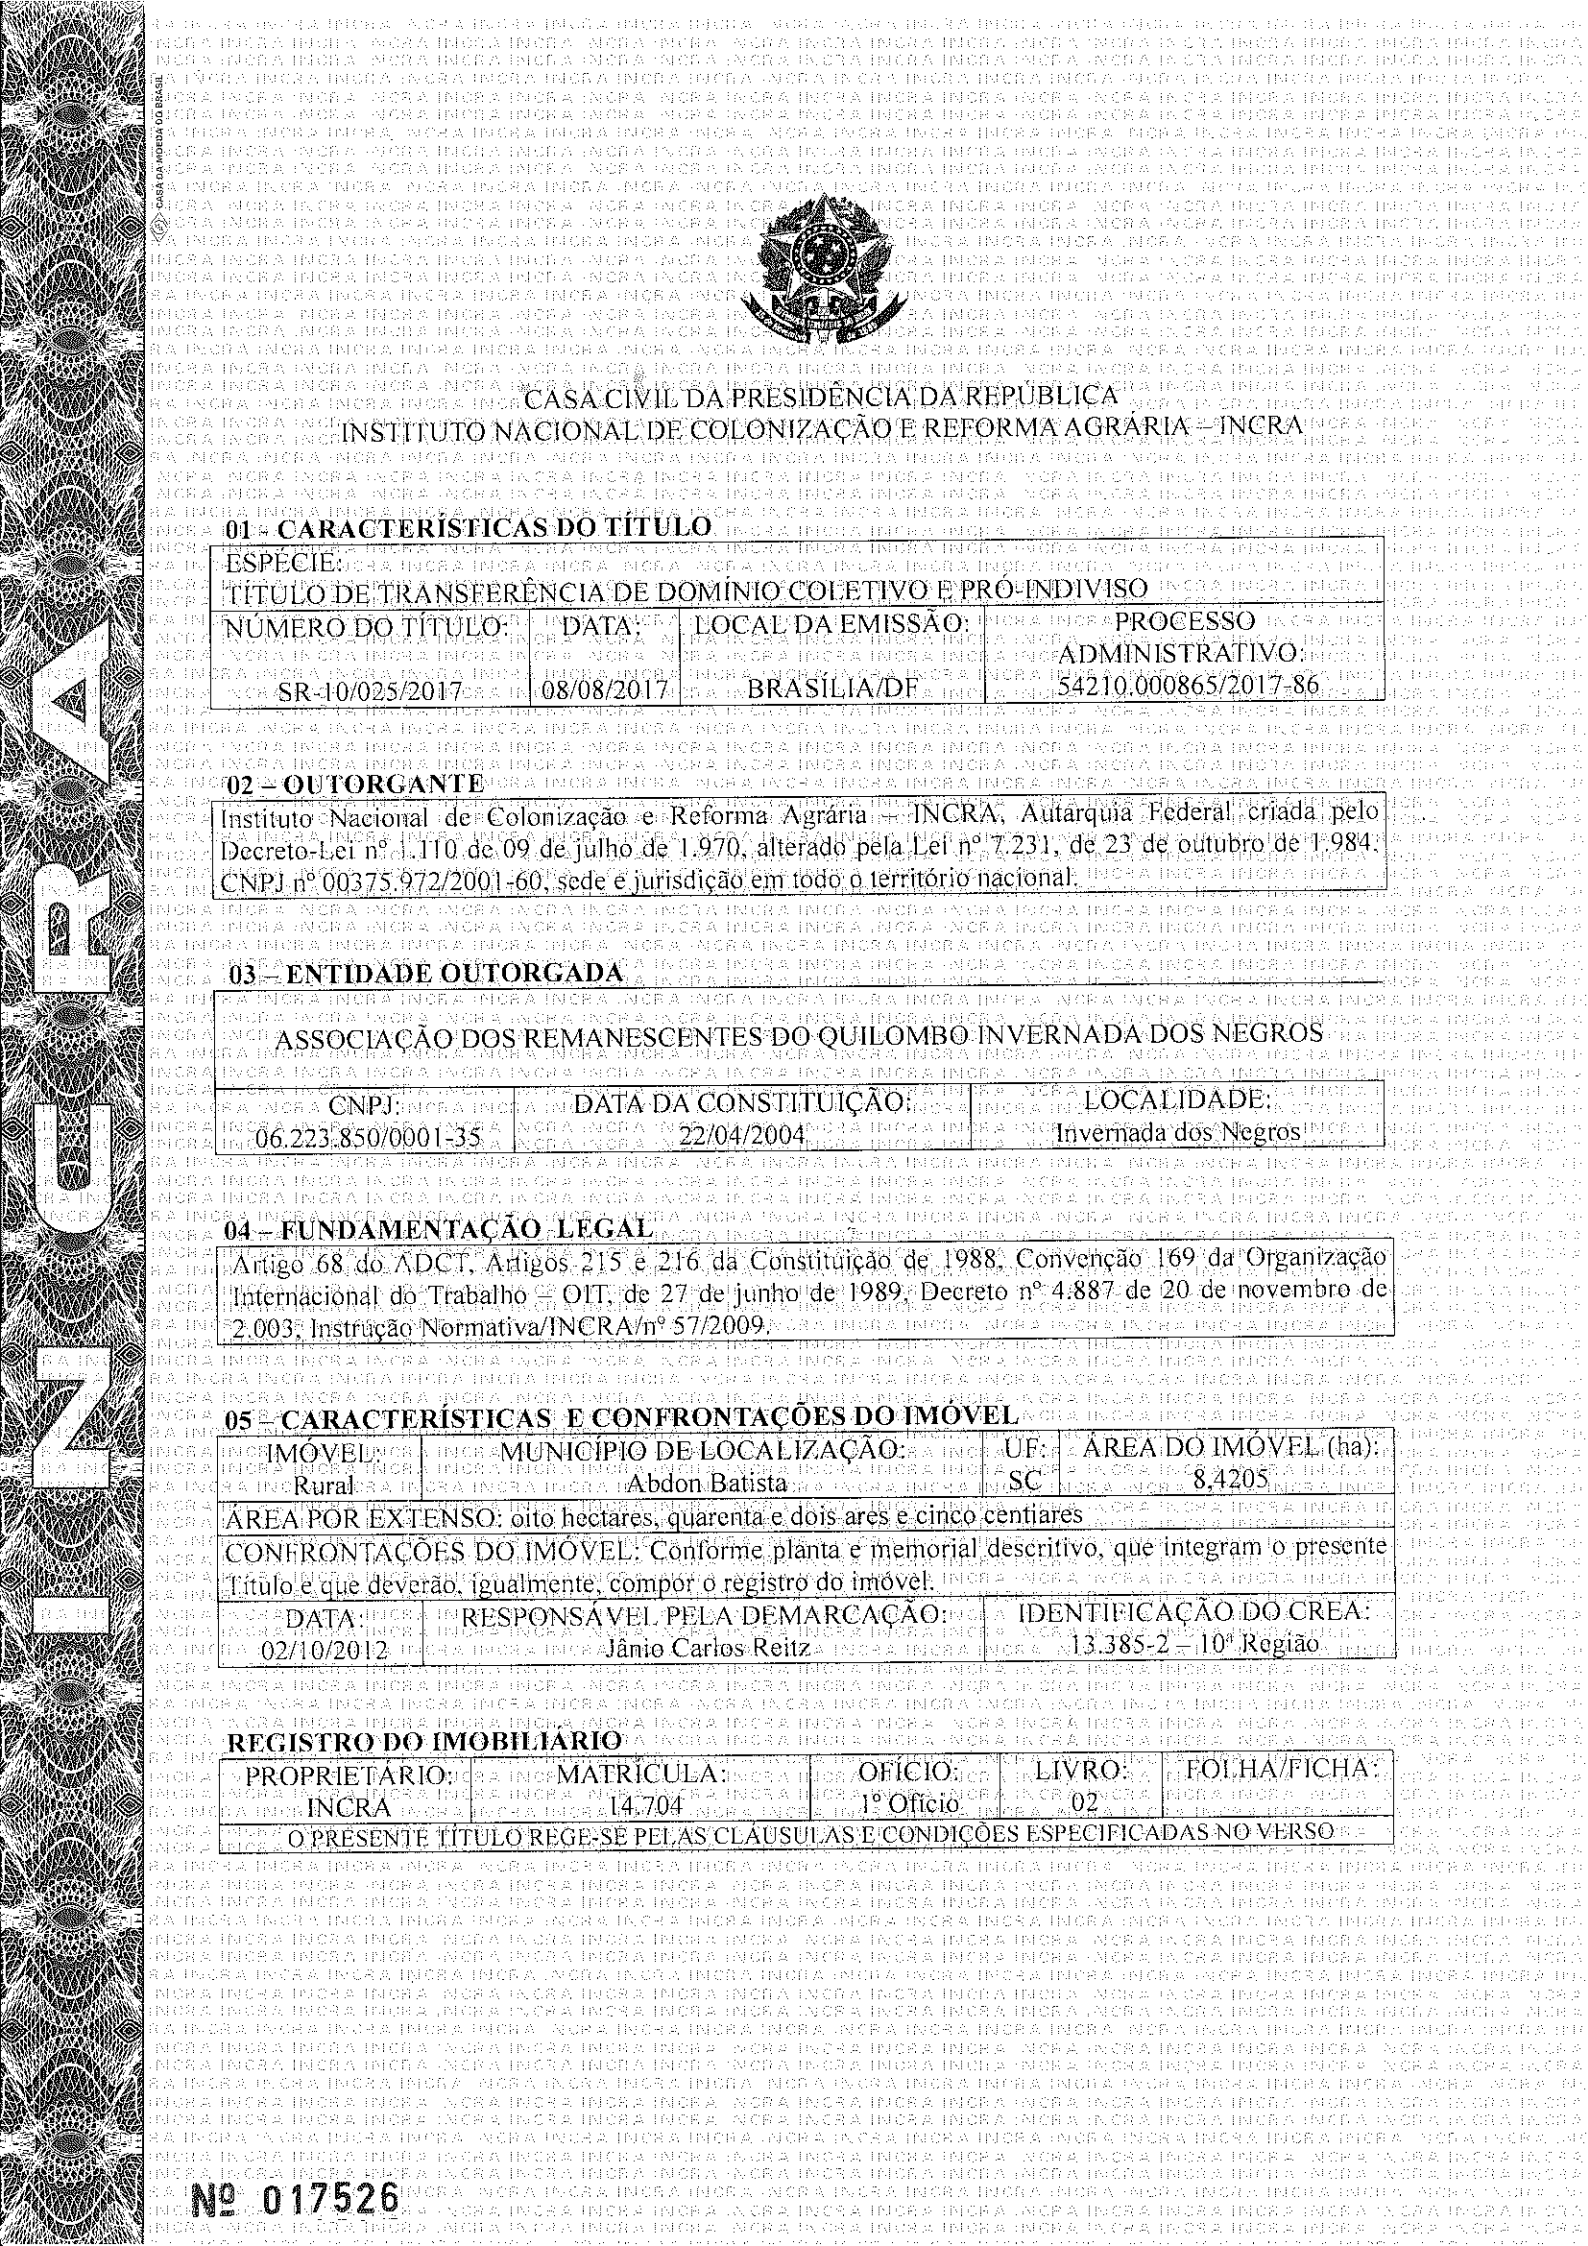 CASA DA MOEDA DO BRASIL
INCRA
CASA CIVIL DA PRESIDÊNCIA DA REPÚBLICA
INSTITUTO NACIONAL DE COLONIZAÇÃO E REFORMA AGRÁRIA – INCRA
01 - CARACTERÍSTICAS DO TÍTULO
ESPÉCIE:
TÍTULO DE TRANSFERÊNCIA DE DOMÍNIO COLETIVO E PRÓ-INDIVISO
NÚMERO DO TÍTULO: DATA: LOCAL DA EMISSÃO: PROCESSO
ADMINISTRATIVO:
SR-10/025/2017 08/08/2017 BRASÍLIA/DF 54210.000865/2017-86
02 – OUTORGANTE
Instituto Nacional de Colonização e Reforma Agrária – INCRA, Autarquia Federal criada pelo
Decreto-Lei nº 1.110 de 09 de julho de 1.970, alterado pela Lei nº 7.231, de 23 de outubro de 1.984.
CNPJ nº 00375.972/2001-60, sede e jurisdição em todo o território nacional.
03 – ENTIDADE OUTORGADA
ASSOCIAÇÃO DOS REMANESCENTES DO QUILOMBO INVERNADA DOS NEGROS
CNPJ: DATA DA CONSTITUIÇÃO: LOCALIDADE:
06.223.850/0001-35 22/04/2004 Invernada dos Negros
04 – FUNDAMENTAÇÃO LEGAL
Artigo 68 do ADCT, Artigos 215 e 216 da Constituição de 1988, Convenção 169 da Organização
Internacional do Trabalho – OIT, de 27 de junho de 1989, Decreto nº 4.887 de 20 de novembro de
2.003, Instrução Normativa/INCRA/nº 57/2009.
05 – CARACTERÍSTICAS E CONFRONTAÇÕES DO IMÓVEL
IMÓVEL: MUNICÍPIO DE LOCALIZAÇÃO: UF: ÁREA DO IMÓVEL (ha):
Rural Abdon Batista SC 8,4205
ÁREA POR EXTENSO: oito hectares, quarenta e dois ares e cinco centiares
CONFRONTAÇÕES DO IMÓVEL: Conforme planta e memorial descritivo, que integram o presente
Título e que deverão, igualmente, compor o registro do imóvel.
DATA: RESPONSÁVEL PELA DEMARCAÇÃO: IDENTIFICAÇÃO DO CREA:
02/10/2012 Jânio Carlos Reitz 13.385-2 – 10ª Região
REGISTRO DO IMOBILIÁRIO
PROPRIETÁRIO: MATRÍCULA: OFÍCIO: LIVRO: FOLHA/FICHA:
INCRA 14.704 1º Ofício 02
O PRESENTE TÍTULO REGE-SE PELAS CLÁUSULAS E CONDIÇÕES ESPECIFICADAS NO VERSO
Nº 017526